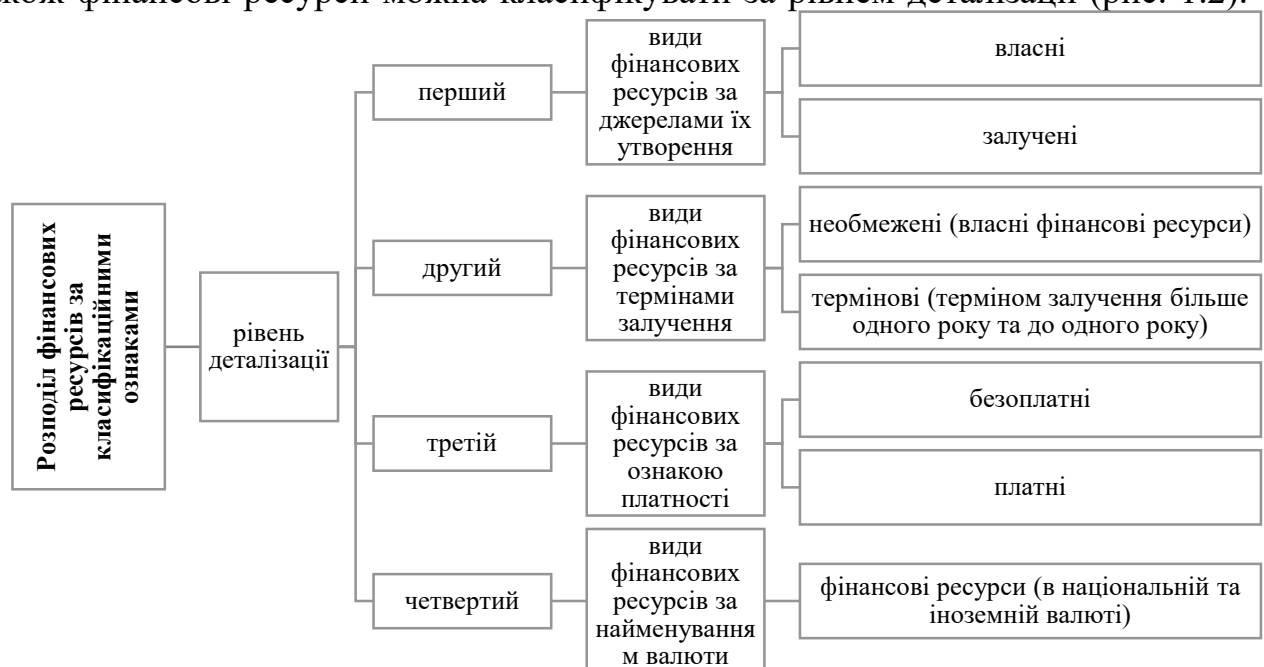 кож фінансові ресурси можна класифікувати за рівнем деталізації (рис. 1.2).
Розподіл фінансових
ресурсів за
класифікаційними
ознаками
рівень
деталізації
перший
види
фінансових
ресурсів за
джерелами їх
утворення
власні
залучені
другий
види
фінансових
ресурсів за
термінами
залучення
необмежені (власні фінансові ресурси)
термінові (терміном залучення більше
одного року та до одного року)
третій
види
фінансових
ресурсів за
ознакою
платності
безоплатні
платні
четвертий
види
фінансових
ресурсів за
найменування
м валюти
фінансові ресурси (в національній та
іноземній валюті)